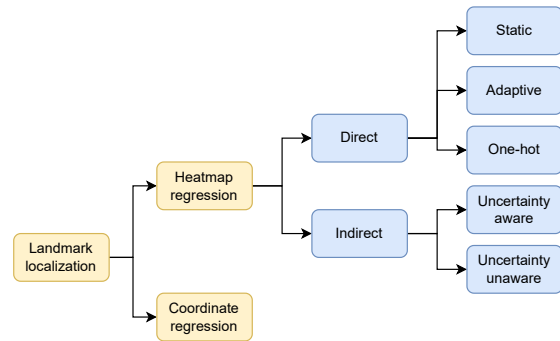 Static
Adaptive
Direct
One-hot
Heatmap
regression
Uncertainty
aware
Indirect
Landmark
localization
Uncertainty
unaware
Coordinate
regression